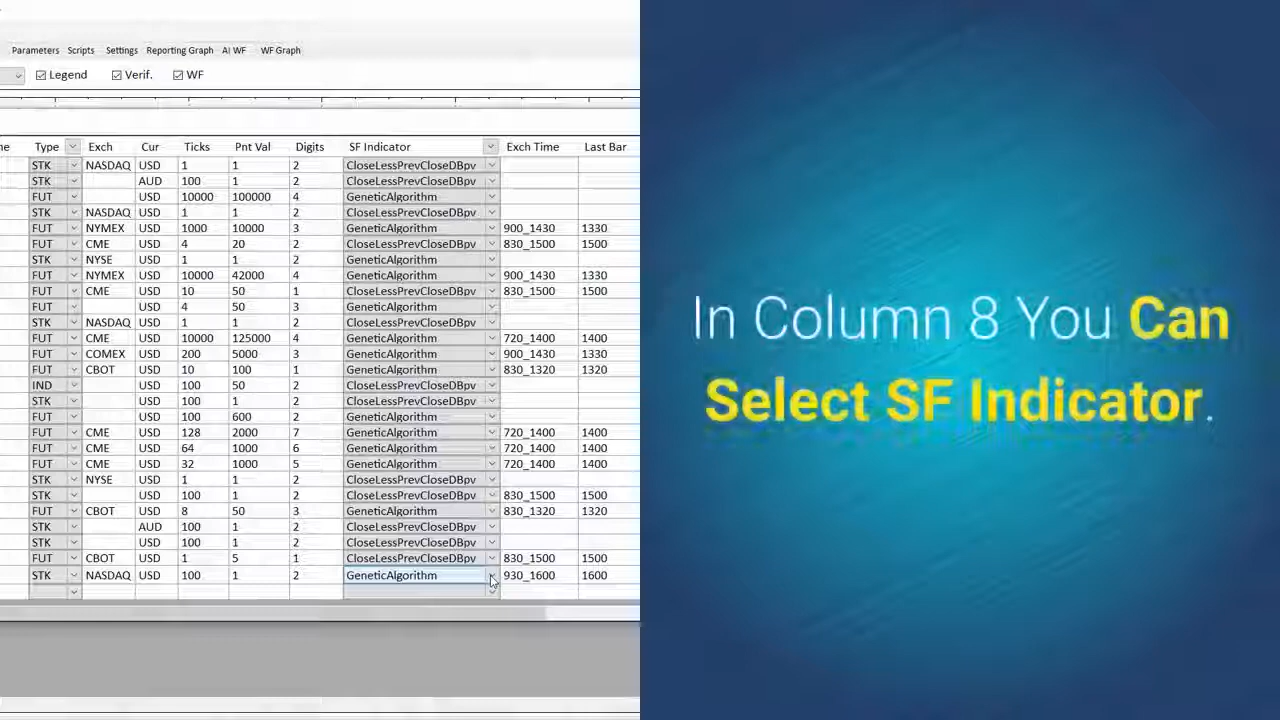 Parameters Scripts Settings Reporting Graph AI WF WF Graph
Legend Verif. WF
ne Type Exch Cur Ticks Pnt Val Digits SF Indicator Exch Time Last Bar
STK NASDAQ USD 1 1 2 CloseLessPrevCloseDBpv
STK AUD 100 1 2 CloseLessPrevCloseDBpv
FUT USD 10000 100000 4 GeneticAlgorithm
STK NASDAQ USD 1 1 2 CloseLessPrevCloseDBpv
FUT NYMEX USD 1000 10000 3 GeneticAlgorithm 900_1430 1330
FUT CME USD 4 20 2 CloseLessPrevCloseDBpv 830_1500 1500
STK NYSE USD 1 1 2 GeneticAlgorithm
FUT NYMEX USD 10000 42000 4 GeneticAlgorithm 900_1430 1330
FUT CME USD 10 50 1 CloseLessPrevCloseDBpv 830_1500 1500
FUT USD 4 50 3 GeneticAlgorithm
STK NASDAQ USD 1 1 2 CloseLessPrevCloseDBpv
FUT CME USD 10000 125000 4 GeneticAlgorithm 720_1400 1400
FUT COMEX USD 200 5000 3 GeneticAlgorithm 900_1430 1330
FUT CBOT USD 10 100 1 GeneticAlgorithm 830_1320 1320
IND USD 100 50 2 CloseLessPrevCloseDBpv
STK USD 100 1 2 CloseLessPrevCloseDBpv
FUT USD 100 600 2 GeneticAlgorithm
FUT CME USD 128 2000 7 GeneticAlgorithm 720_1400 1400
FUT CME USD 64 1000 6 GeneticAlgorithm 720_1400 1400
FUT CME USD 32 1000 5 GeneticAlgorithm 720_1400 1400
STK NYSE USD 1 1 2 CloseLessPrevCloseDBpv
STK USD 100 1 2 CloseLessPrevCloseDBpv 830_1500 1500
FUT CBOT USD 8 50 3 GeneticAlgorithm 830_1320 1320
STK AUD 100 1 2 CloseLessPrevCloseDBpv
STK USD 100 1 2 CloseLessPrevCloseDBpv
FUT CBOT USD 1 5 1 CloseLessPrevCloseDBpv 830_1500 1500
STK NASDAQ USD 100 1 2 GeneticAlgorithm 930_1600 1600
In Column 8 You Can
Select SF Indicator.